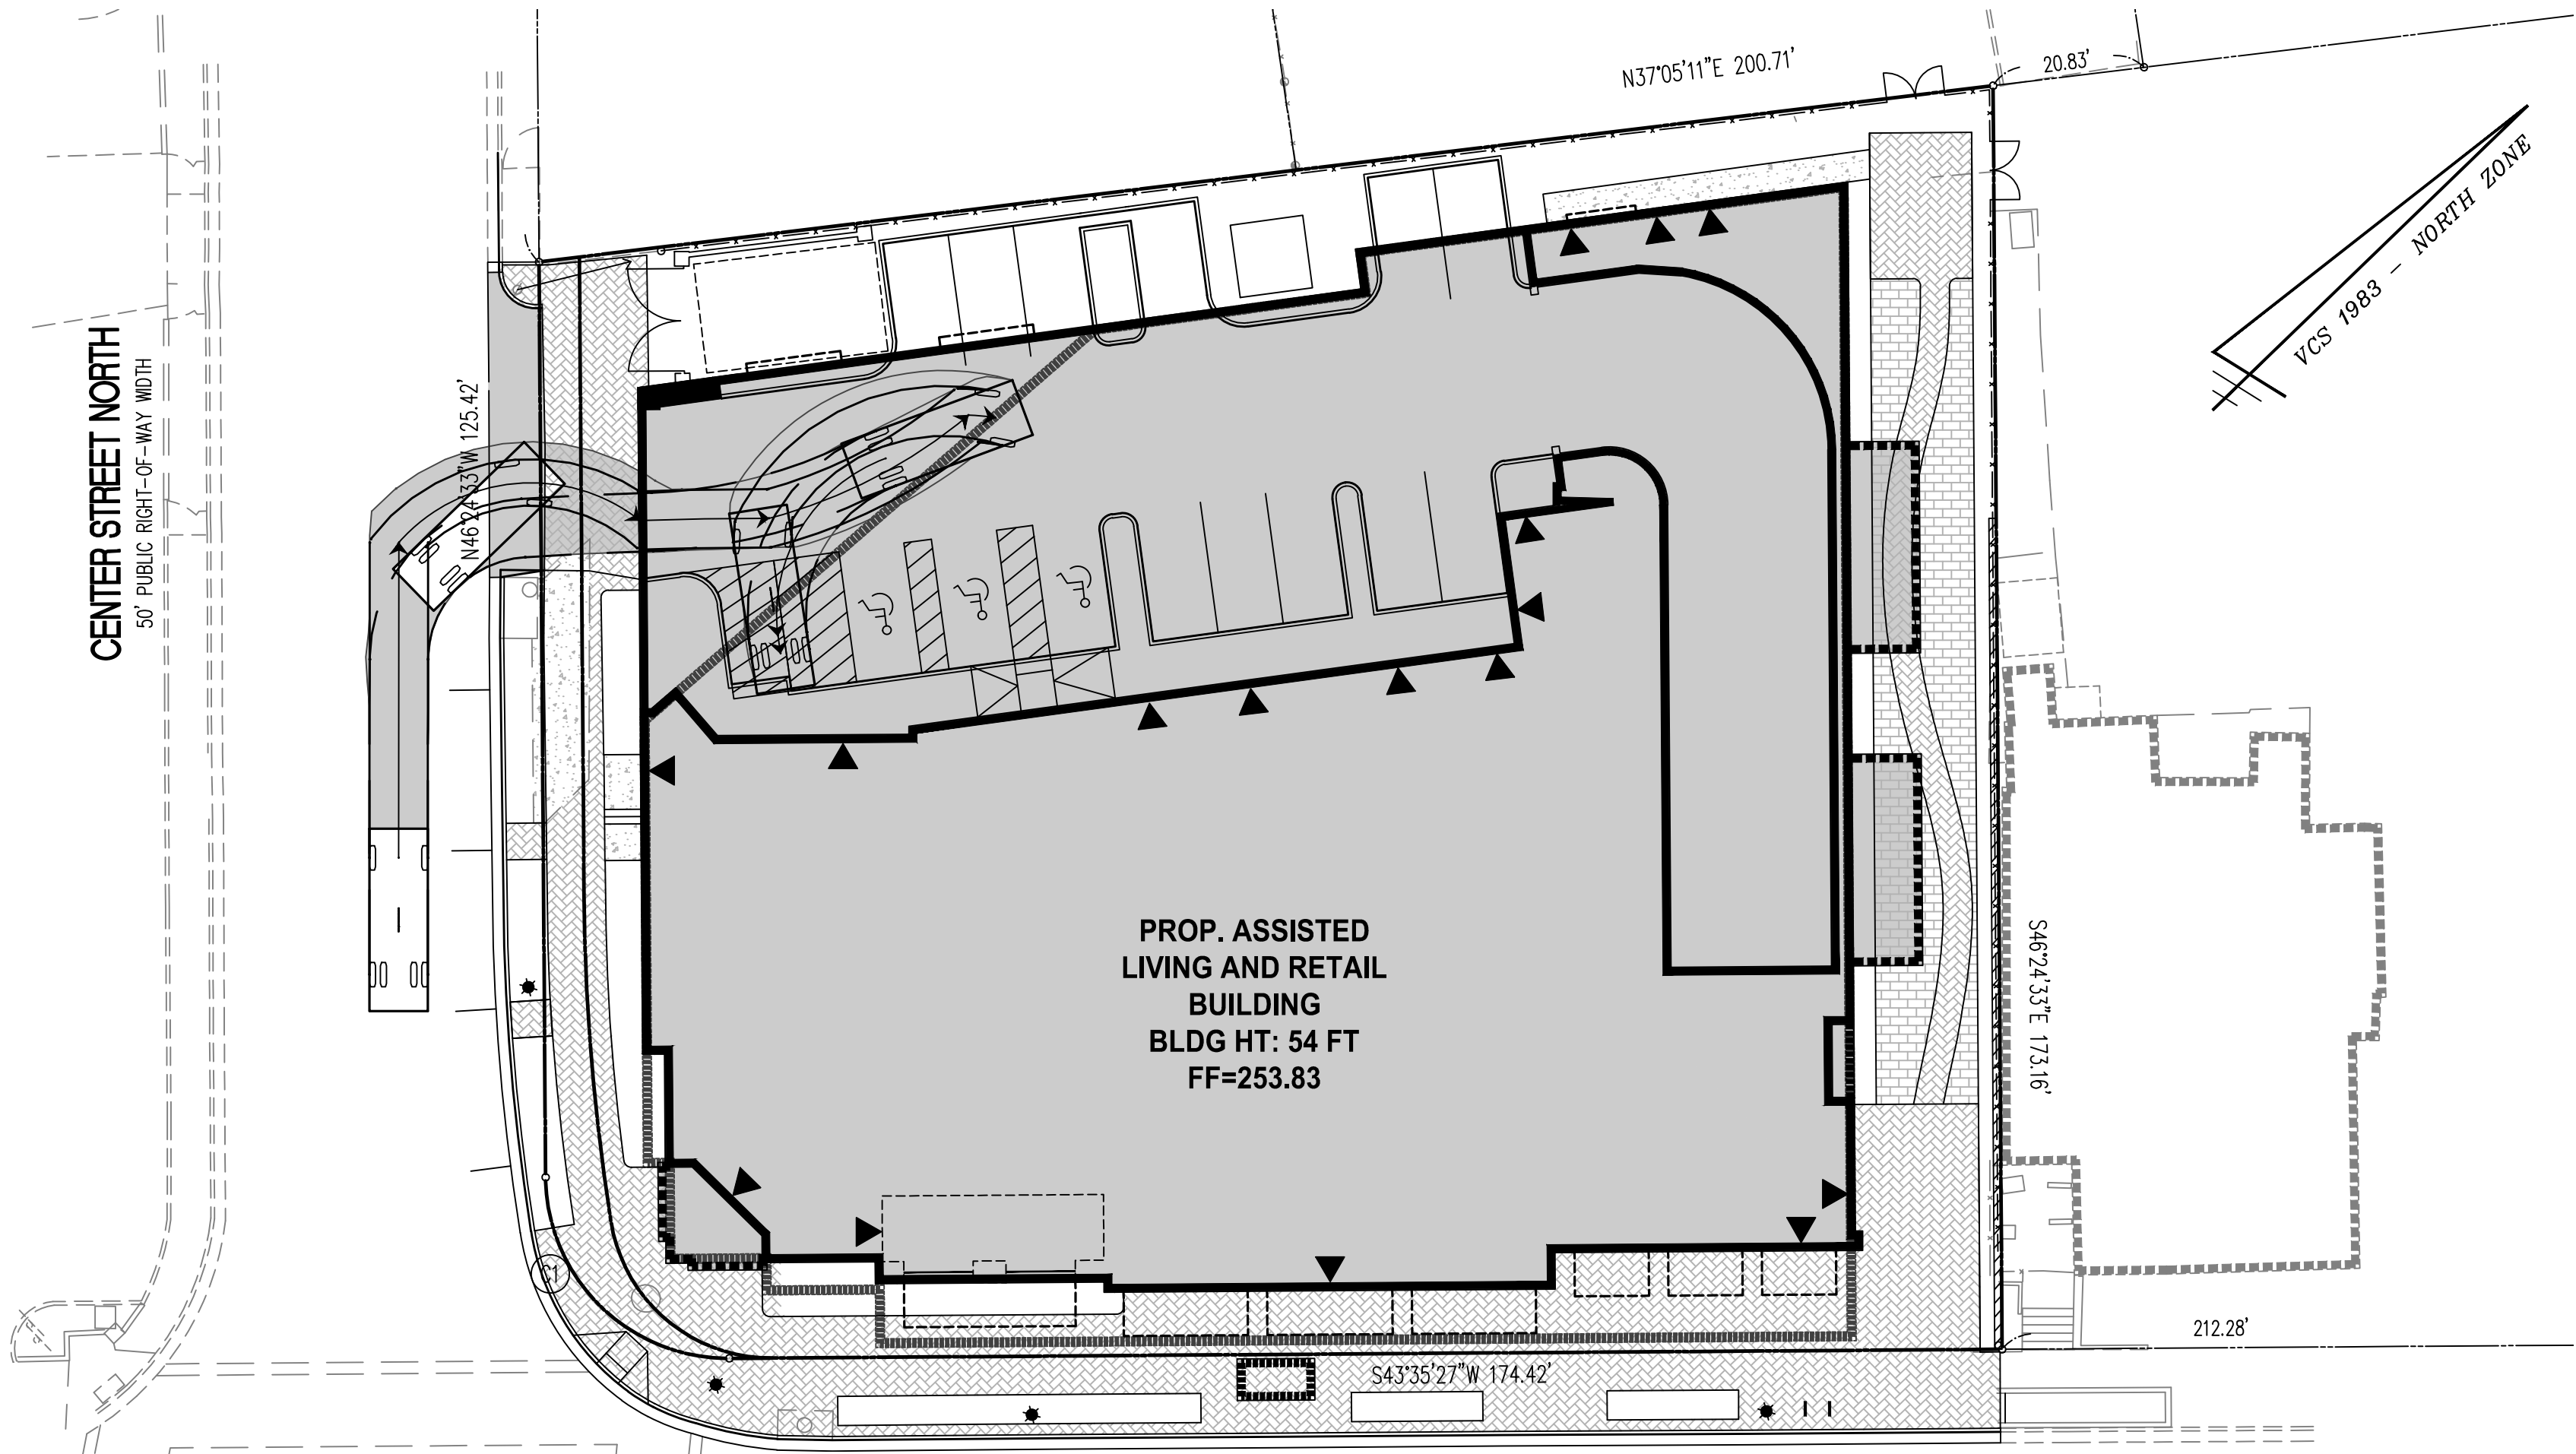 N37°05'11"E 200.71'
20.83'
VCS 1983 - NORTH ZONE
CENTER STREET NORTH
50' PUBLIC RIGHT-OF-WAY WIDTH
N46°24'33"W 125.42'
PROP. ASSISTED
LIVING AND RETAIL
BUILDING
BLDG HT: 54 FT
FF=253.83
S46°24'33"E 173.16'
C1
212.28'
S43°35'27"W 174.42'